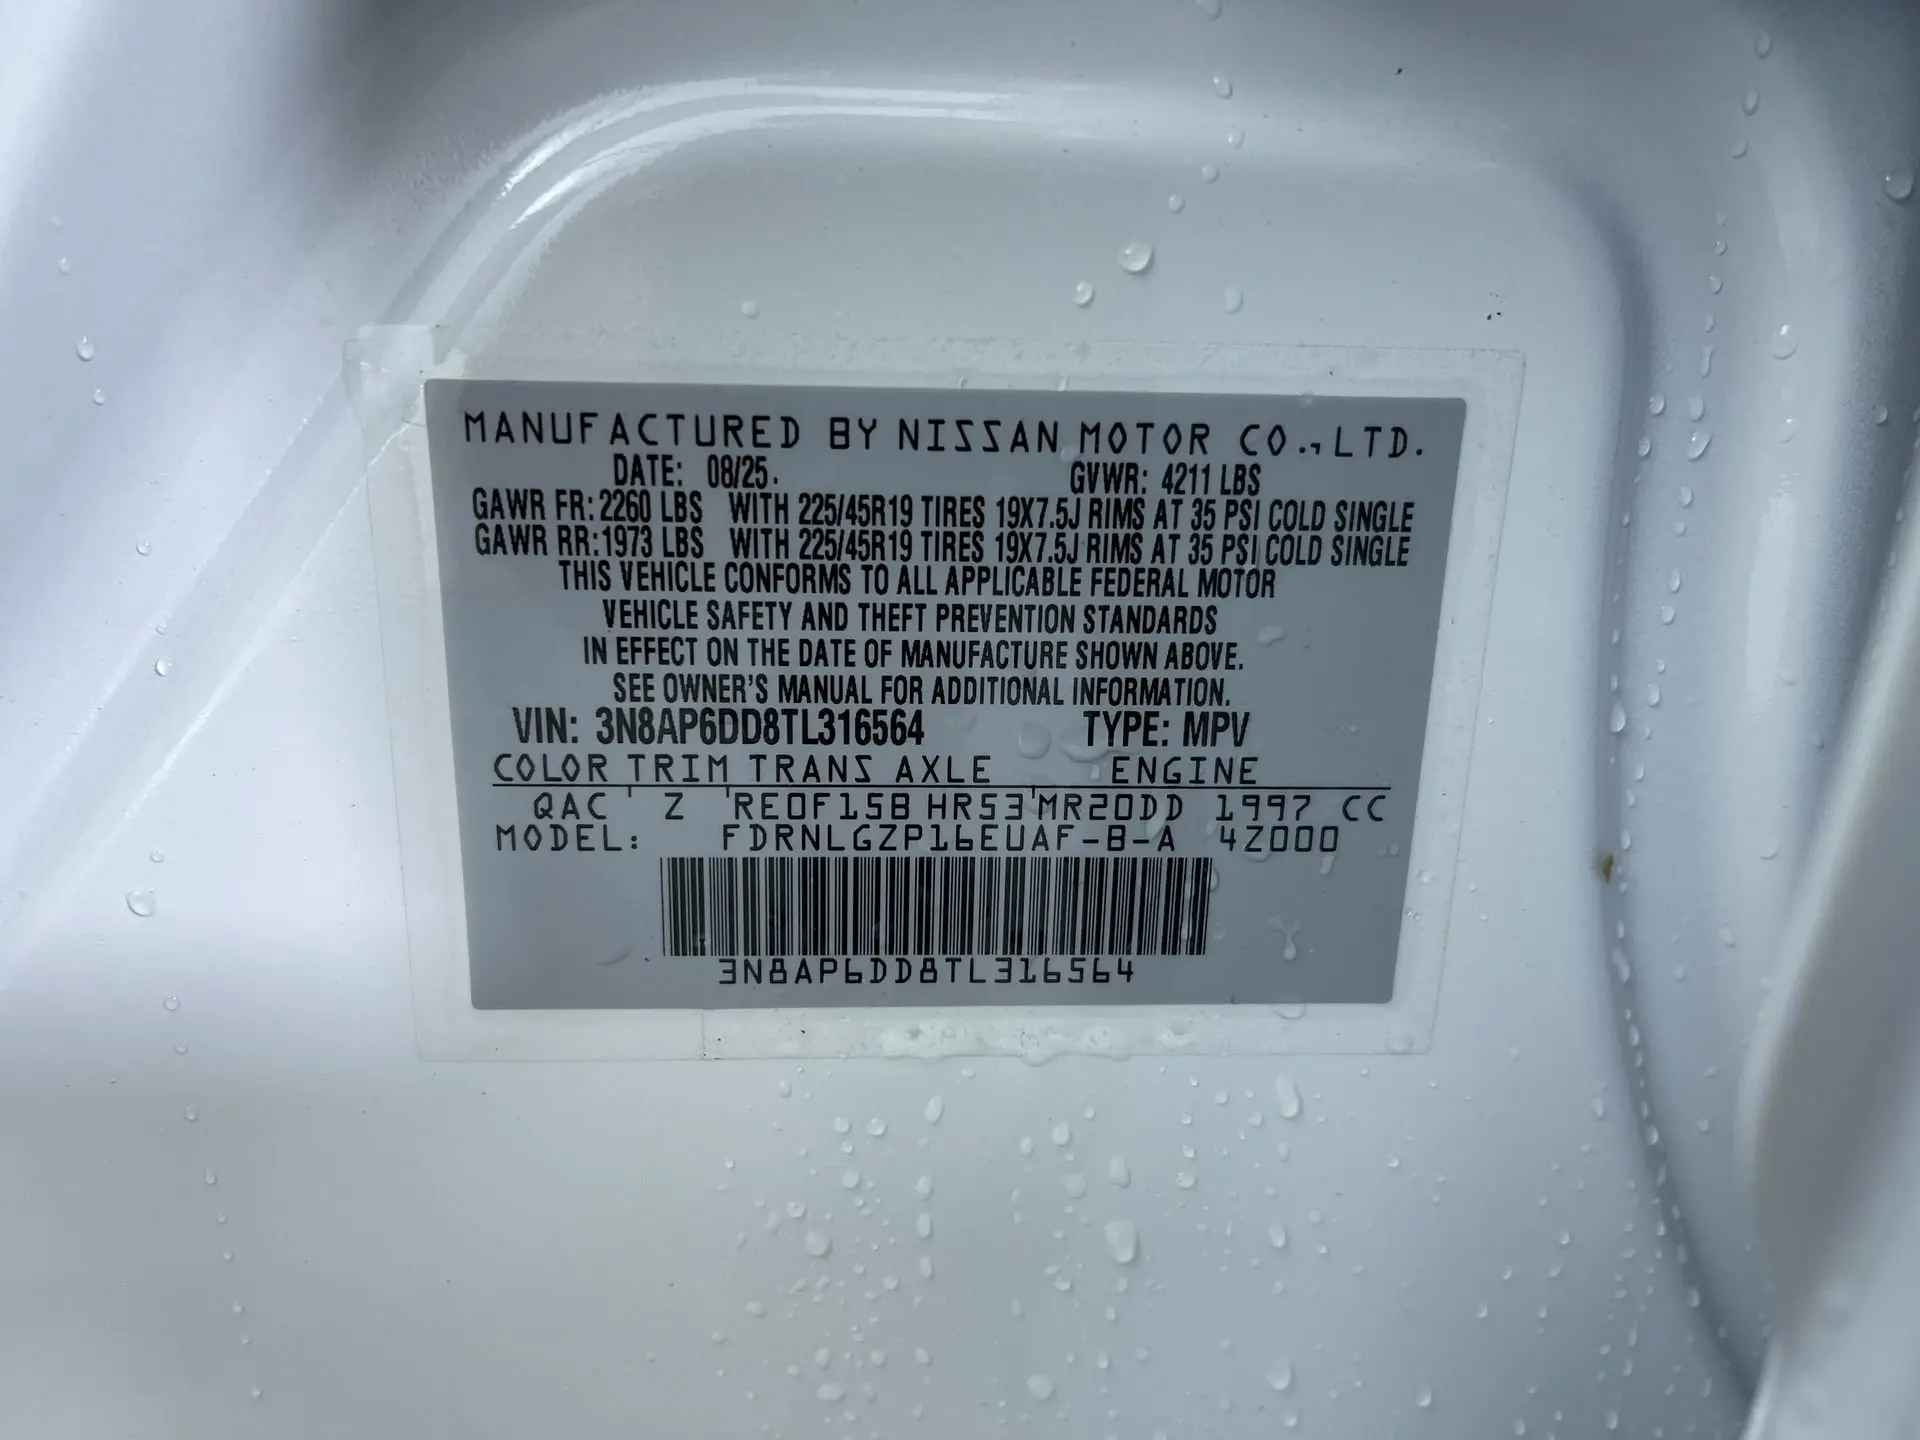 MANUFACTURED BY NISSAN MOTOR CO.,LTD.
DATE: 08/25. GVWR: 4211 LBS
GAWR FR: 2260 LBS WITH 225/45R19 TIRES 19X7.5J RIMS AT 35 PSI COLD SINGLE
GAWR RR: 1973 LBS WITH 225/45R19 TIRES 19X7.5J RIMS AT 35 PSI COLD SINGLE
THIS VEHICLE CONFORMS TO ALL APPLICABLE FEDERAL MOTOR
VEHICLE SAFETY AND THEFT PREVENTION STANDARDS
IN EFFECT ON THE DATE OF MANUFACTURE SHOWN ABOVE.
SEE OWNER'S MANUAL FOR ADDITIONAL INFORMATION.
VIN: 3N8AP6DD8TL316564 TYPE: MPV
COLOR TRIM TRANS AXLE ENGINE
QAC Z RE0F15B HR53 MR20DD 1997 CC
MODEL: FDRNLGZP16EUAF-B-A 4Z000
3N8AP6DD8TL316564